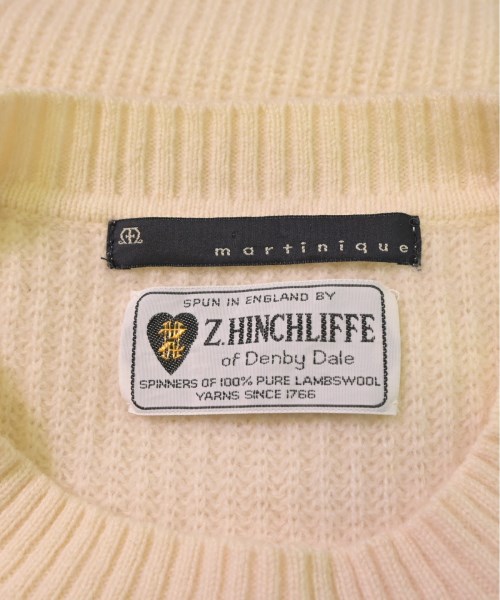 martinique
SPUN IN ENGLAND BY
Z.HINCHLIFFE
of Denby Dale
SPINNERS OF 100% PURE LAMBSWOOL
YARNS SINCE 1766